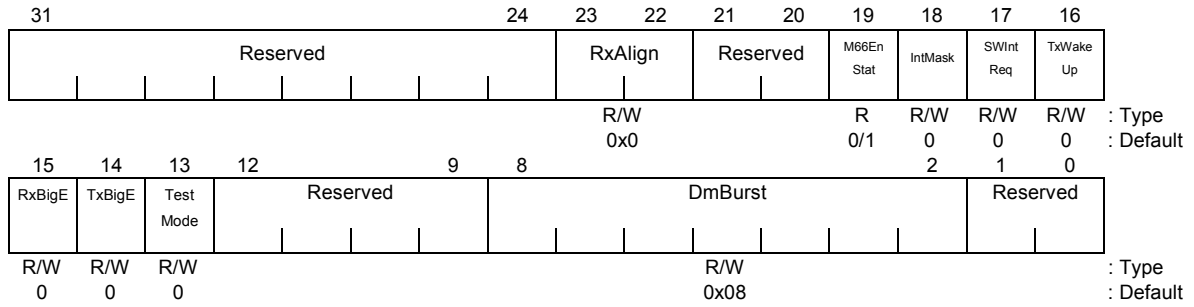 31 24 23 22 21 20 19 18 17 16
Reserved RxAlign Reserved M66En Stat IntMask SWInt Req TxWake Up
R/W R R/W R/W R/W : Type
0x0 0/1 0 0 0 : Default
15 14 13 12 9 8 2 1 0
RxBigE TxBigE Test Mode Reserved DmBurst Reserved
R/W R/W R/W R/W : Type
0 0 0 0x08 : Default